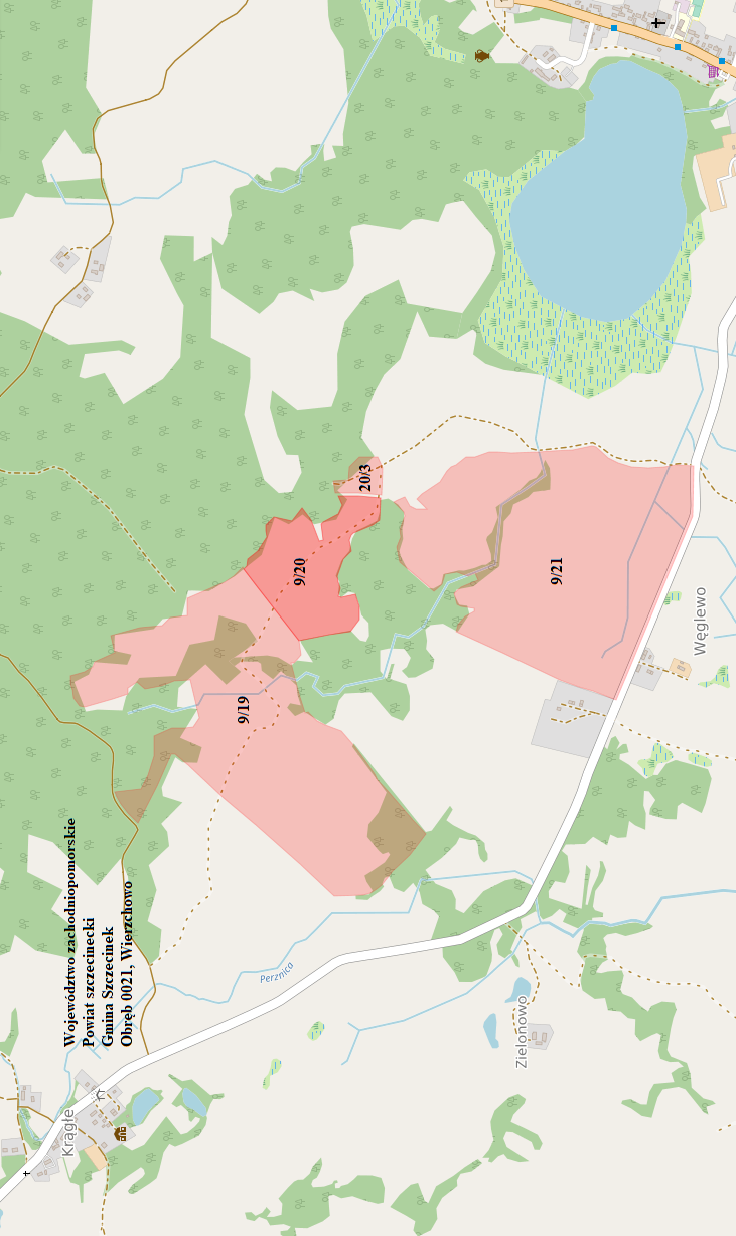 Województwo zachodniopomorskie
Powiat szczecinecki
Gmina Szczecinek
Obręb 0021, Wierzchowo
20/3
9/20
9/21
9/19
Węglewo
Perznica
Zielonowo
Krągłe